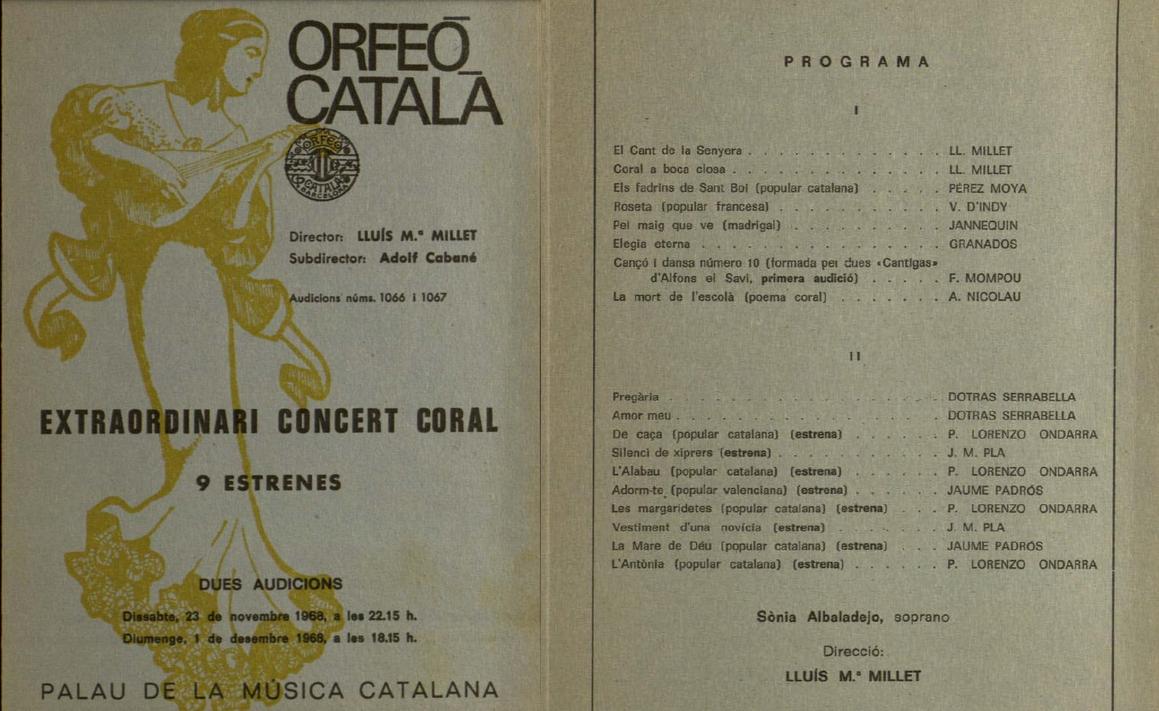 ORFEÓ
CATALÀ
ORFEÓ
CATALÀ
BARCELONA
Director: LLUÍS M.ª MILLET
Subdirector: Adolf Cabané
Audicions núms. 1066 i 1067
EXTRAORDINARI CONCERT CORAL
9 ESTRENES
DUES AUDICIONS
Dissabte, 23 de novembre 1968, a les 22.15 h.
Diumenge, 1 de desembre 1968, a les 18.15 h.
PALAU DE LA MÚSICA CATALANA
PROGRAMA
I
El Cant de la Senyera . . . . . . . . . . . . . LL. MILLET
Coral a boca closa . . . . . . . . . . . . . . LL. MILLET
Els fadrins de Sant Boi (popular catalana) . . . . . PÉREZ MOYA
Roseta (popular francesa) . . . . . . . . . . . V. D'INDY
Pel maig que ve (madrigal) . . . . . . . . . . JANNEQUIN
Elegia eterna . . . . . . . . . . . . . . . . GRANADOS
Cançó i dansa número 10 (formada per dues «Cantigas»
d'Alfons el Savi, primera audició) . . . . . F. MOMPOU
La mort de l'escolà (poema coral) . . . . . . . A. NICOLAU
II
Pregària . . . . . . . . . . . . . . . . . . DOTRAS SERRABELLA
Amor meu . . . . . . . . . . . . . . . . . . DOTRAS SERRABELLA
De caça (popular catalana) (estrena) . . . . . . P. LORENZO ONDARRA
Silenci de xiprers (estrena) . . . . . . . . . . J. M. PLA
L'Alabau (popular catalana) (estrena) . . . . . . P. LORENZO ONDARRA
Adorm-te (popular valenciana) (estrena) . . . . . . JAUME PADRÓS
Les margaridetes (popular catalana) (estrena) . . . P. LORENZO ONDARRA
Vestiment d'una novícia (estrena) . . . . . . . J. M. PLA
La Mare de Déu (popular catalana) (estrena) . . . JAUME PADRÓS
L'Antònia (popular catalana) (estrena) . . . . . . P. LORENZO ONDARRA
Sònia Albaladejo, soprano
Direcció:
LLUÍS M.ª MILLET